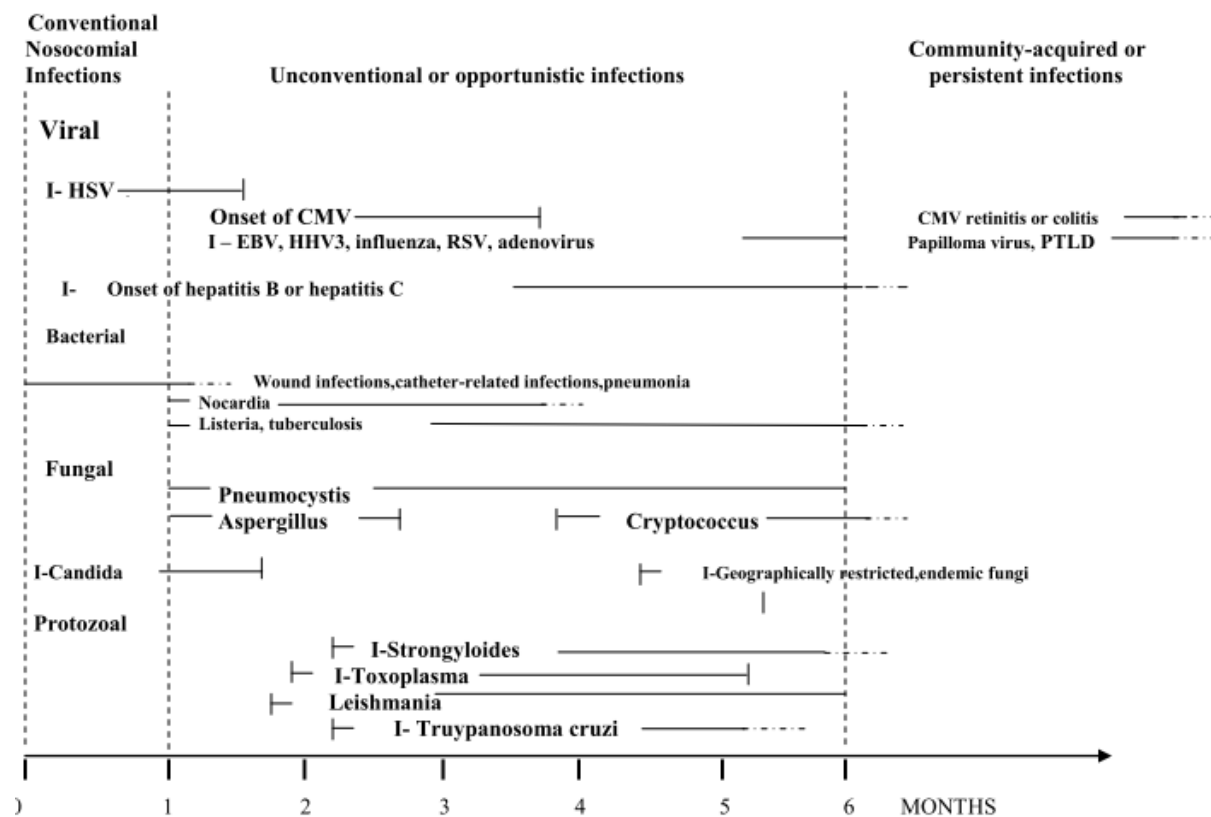 Conventional
Nosocomial
Infections
Unconventional or opportunistic infections
Community-acquired or
persistent infections
Viral
I- HSV
Onset of CMV
CMV retinitis or colitis
I – EBV, HHV3, influenza, RSV, adenovirus
Papilloma virus, PTLD
I- Onset of hepatitis B or hepatitis C
Bacterial
Wound infections,catheter-related infections,pneumonia
Nocardia
Listeria, tuberculosis
Fungal
Pneumocystis
Aspergillus
Cryptococcus
I-Candida
I-Geographically restricted,endemic fungi
Protozoal
I-Strongyloides
I-Toxoplasma
Leishmania
I- Truypanosoma cruzi
0 1 2 3 4 5 6 MONTHS